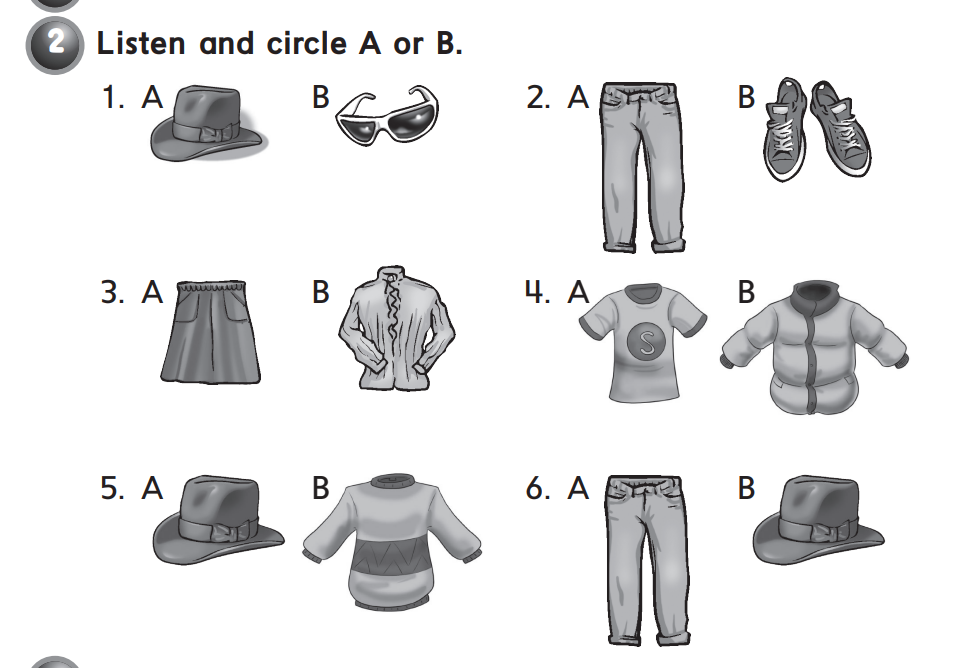 2 Listen and circle A or B.
1. A B 2. A B
3. A B 4. A B
S
5. A B 6. A B